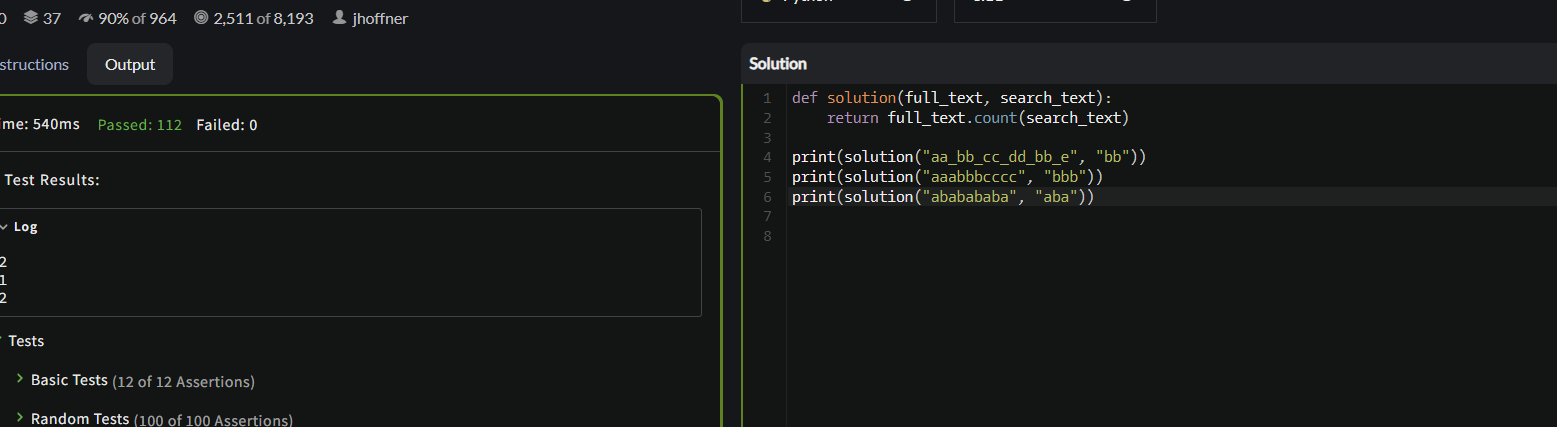 0 37 90% of 964 2,511 of 8,193 jhoffner
structions Output
ime: 540ms Passed: 112 Failed: 0
Test Results:
Log
2
1
2
Tests
Basic Tests (12 of 12 Assertions)
Random Tests (100 of 100 Assertions)
Solution
1 def solution(full_text, search_text):
2 return full_text.count(search_text)
3
4 print(solution("aa_bb_cc_dd_bb_e", "bb"))
5 print(solution("aaabbbcccc", "bbb"))
6 print(solution("ababababa", "aba"))
7
8